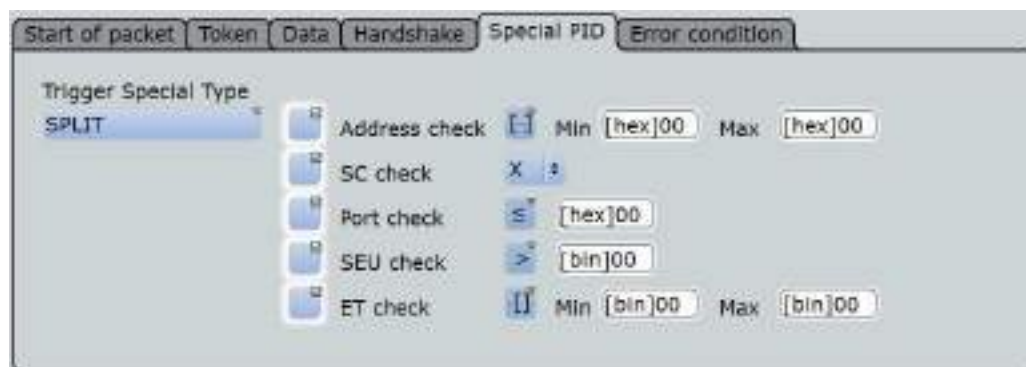 Start of packet Token Data Handshake Special PID Error condition
Trigger Special Type
SPLIT
Address check Min [hex]00 Max [hex]00
SC check X
Port check ≤ [hex]00
SEU check > [bin]00
ET check [] Min [bin]00 Max [bin]00